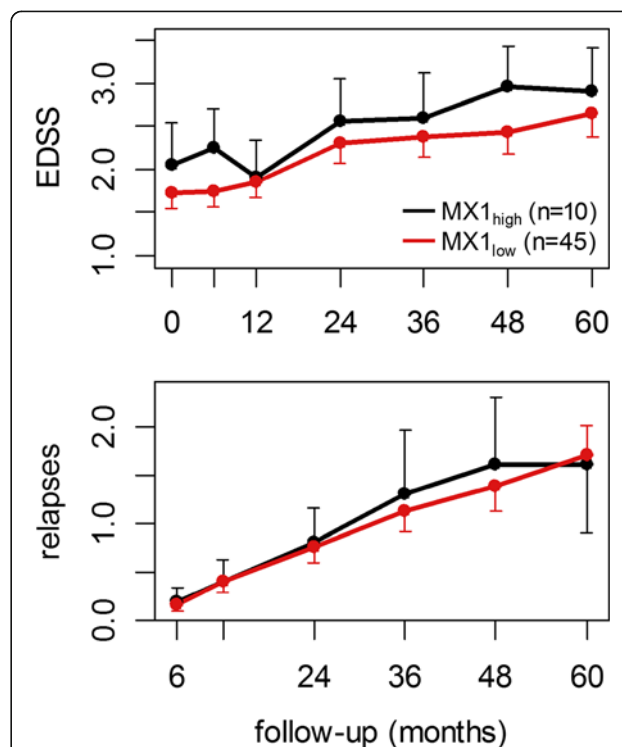 EDSS
3.0
2.0
1.0
MX1high (n=10)
MX1low (n=45)
0 12 24 36 48 60
relapses
2.0
1.0
0.0
6 24 36 48 60
follow-up (months)